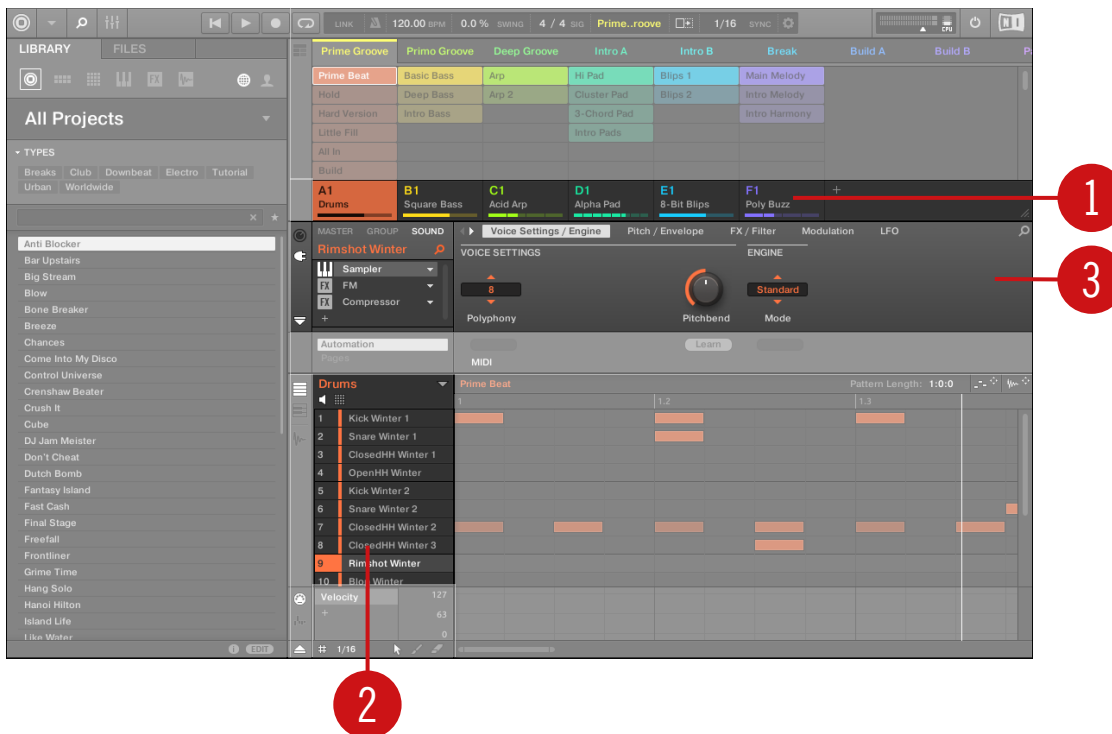 LINK 120.00 BPM 0.0 % SWING 4 / 4 SIG Prime..roove 1/16 SYNC CPU
LIBRARY FILES
FX
All Projects
TYPES
Breaks Club Downbeat Electro Tutorial
Urban Worldwide
Anti Blocker
Bar Upstairs
Big Stream
Blow
Bone Breaker
Breeze
Chances
Come Into My Disco
Control Universe
Crenshaw Beater
Crush It
Cube
DJ Jam Meister
Don't Cheat
Dutch Bomb
Fantasy Island
Fast Cash
Final Stage
Freefall
Frontliner
Grime Time
Hang Solo
Hanoi Hilton
Island Life
Like Water
EDIT
Prime Groove Primo Groove Deep Groove Intro A Intro B Break Build A Build B
Prime Beat Basic Bass Arp Hi Pad Blips 1 Main Melody
Hold Deep Bass Arp 2 Cluster Pad Blips 2 Intro Melody
Hard Version Intro Bass 3-Chord Pad Intro Harmony
Little Fill Intro Pads
All In
Build
A1 B1 C1 D1 E1 F1 +
Drums Square Bass Acid Arp Alpha Pad 8-Bit Blips Poly Buzz
1
MASTER GROUP SOUND Voice Settings / Engine Pitch / Envelope FX / Filter Modulation LFO
Rimshot Winter VOICE SETTINGS ENGINE
Sampler
FX FM 8 Standard
FX Compressor
+ Polyphony Pitchbend Mode
3
Automation Learn
Pages MIDI
Drums Prime Beat Pattern Length: 1:0:0
1 1.2 1.3
1 Kick Winter 1
2 Snare Winter 1
3 ClosedHH Winter 1
4 OpenHH Winter
5 Kick Winter 2
6 Snare Winter 2
7 ClosedHH Winter 2
8 ClosedHH Winter 3
9 Rimshot Winter
10 Blog Winter
Velocity 127
+ 63
0
1/16
2